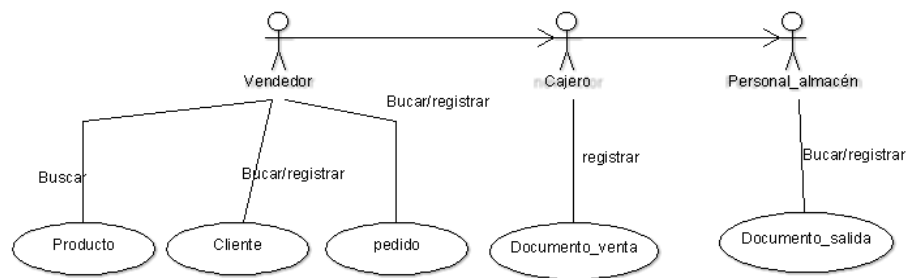 Vendedor
Cajero
Personal_almacén
Bucar/registrar
Buscar
Bucar/registrar
registrar
Bucar/registrar
Producto
Cliente
pedido
Documento_venta
Documento_salida